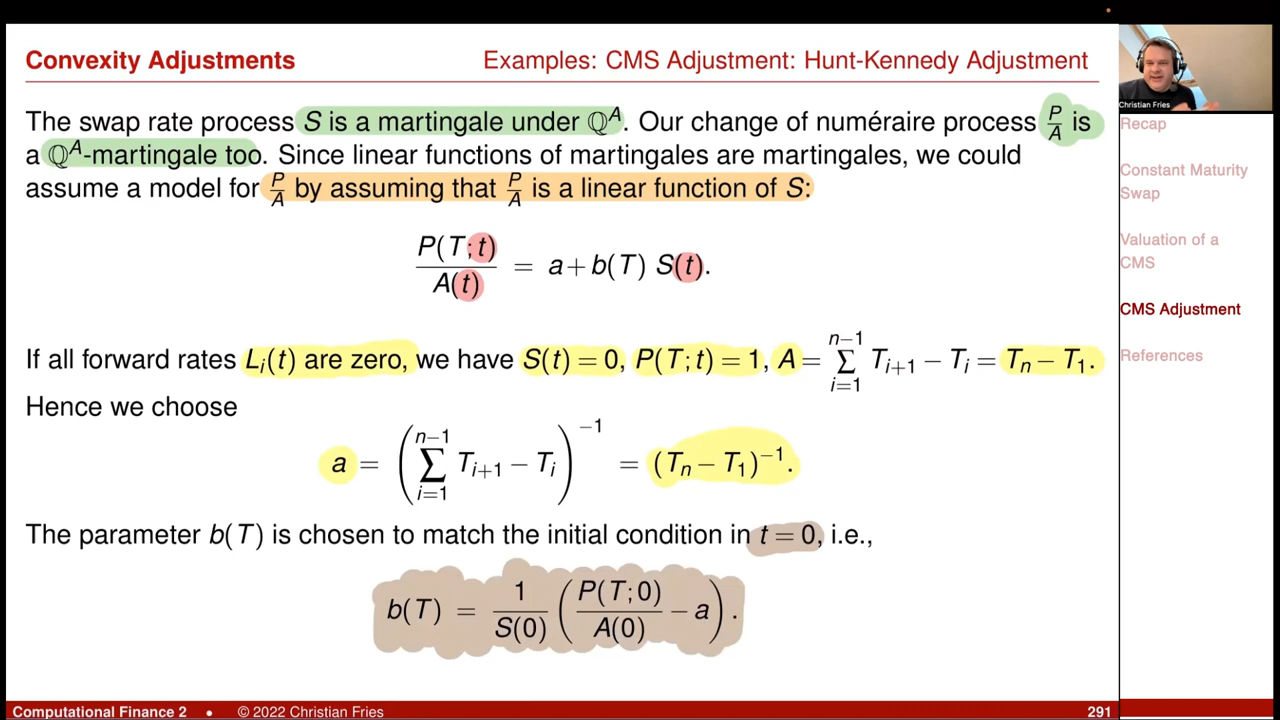 Convexity Adjustments
Examples: CMS Adjustment: Hunt-Kennedy Adjustment
The swap rate process S is a martingale under ℚ^A. Our change of numéraire process P/A is
a ℚ^A-martingale too. Since linear functions of martingales are martingales, we could
assume a model for P/A by assuming that P/A is a linear function of S:
P(T;t)/A(t) = a + b(T) S(t).
If all forward rates L_i(t) are zero, we have S(t) = 0, P(T;t) = 1, A = ∑_{i=1}^{n−1} T_{i+1} − T_i = T_n − T_1.
Hence we choose
a = (∑_{i=1}^{n−1} T_{i+1} − T_i)^{−1} = (T_n − T_1)^{−1}.
The parameter b(T) is chosen to match the initial condition in t = 0, i.e.,
b(T) = 1/S(0) (P(T;0)/A(0) − a).
Christian Fries
Recap
Constant Maturity
Swap
Valuation of a
CMS
CMS Adjustment
References
Computational Finance 2 • © 2022 Christian Fries
291